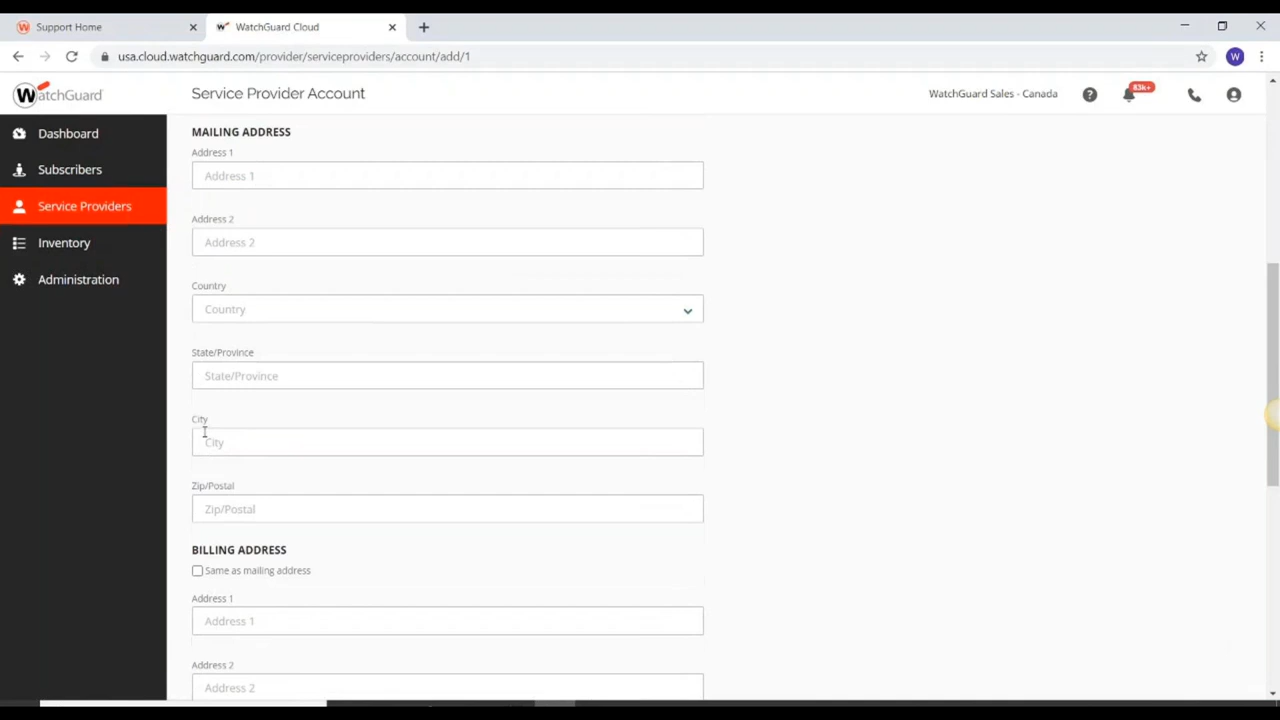 Support Home
WatchGuard Cloud
usa.cloud.watchguard.com/provider/serviceproviders/account/add/1
W
WatchGuard
Service Provider Account
WatchGuard Sales - Canada
83k+
Dashboard
Subscribers
Service Providers
Inventory
Administration
MAILING ADDRESS
Address 1
Address 1
Address 2
Address 2
Country
Country
State/Province
State/Province
City
City
Zip/Postal
Zip/Postal
BILLING ADDRESS
Same as mailing address
Address 1
Address 1
Address 2
Address 2